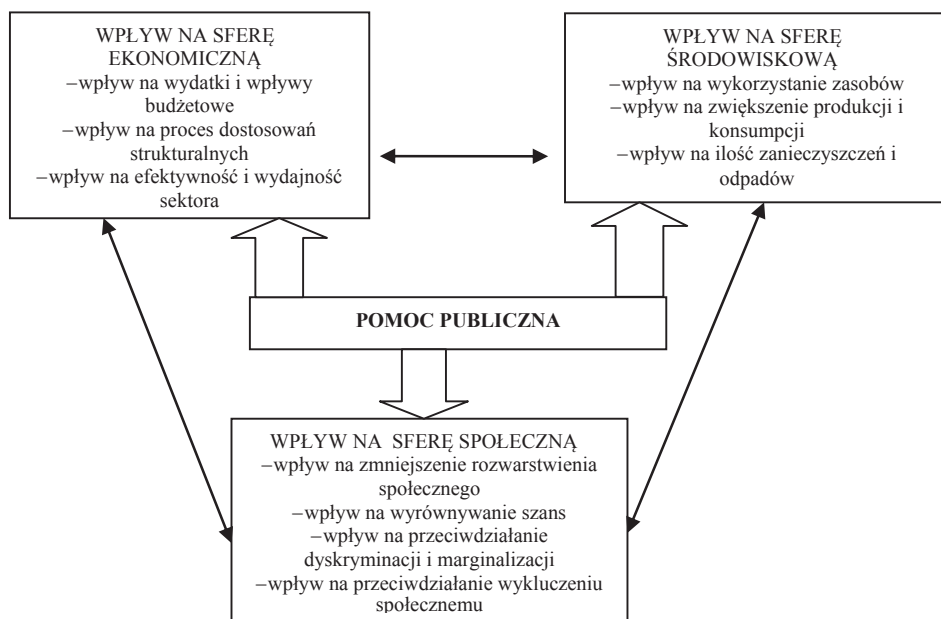 WPŁYW NA SFERĘ
EKONOMICZNĄ
−wpływ na wydatki i wpływy
budżetowe
−wpływ na proces dostosowań
strukturalnych
−wpływ na efektywność i wydajność
sektora
WPŁYW NA SFERĘ
ŚRODOWISKOWĄ
−wpływ na wykorzystanie zasobów
−wpływ na zwiększenie produkcji i
konsumpcji
−wpływ na ilość zanieczyszczeń i
odpadów
POMOC PUBLICZNA
WPŁYW NA SFERĘ SPOŁECZNĄ
−wpływ na zmniejszenie rozwarstwienia
społecznego
−wpływ na wyrównywanie szans
−wpływ na przeciwdziałanie
dyskryminacji i marginalizacji
−wpływ na przeciwdziałanie wykluczeniu
społecznemu